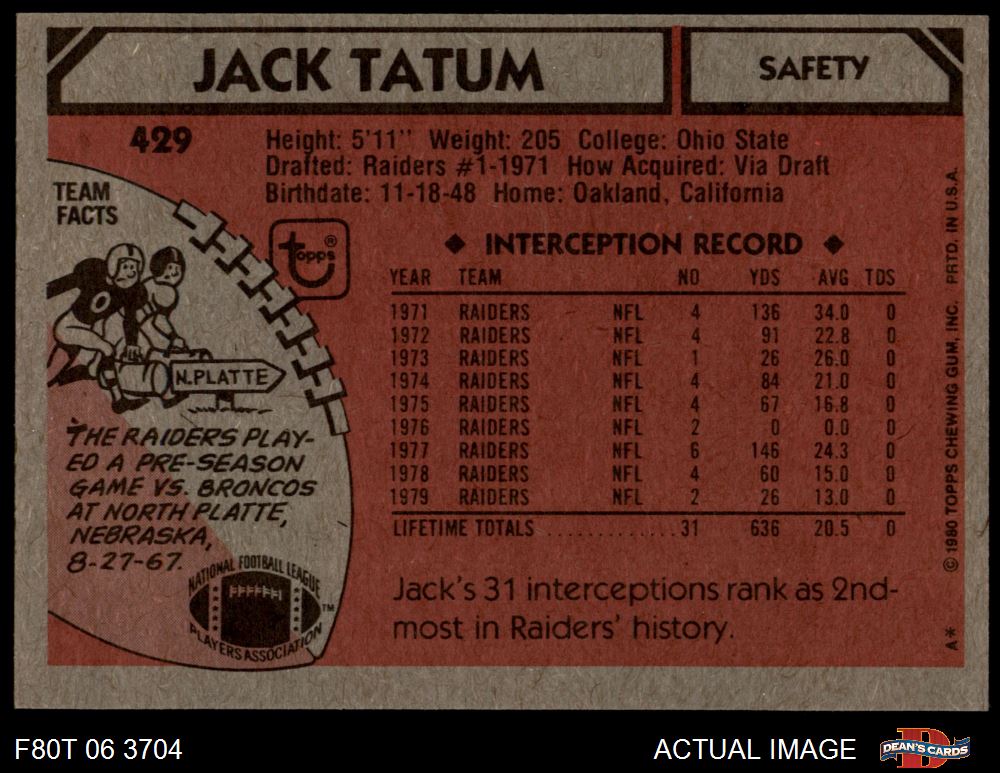 JACK TATUM
SAFETY
429
Height: 5'11" Weight: 205 College: Ohio State
Drafted: Raiders #1-1971 How Acquired: Via Draft
Birthdate: 11-18-48 Home: Oakland, California
TEAM
FACTS
topps®
N.PLATTE
THE RAIDERS PLAY-
ED A PRE-SEASON
GAME VS. BRONCOS
AT NORTH PLATTE,
NEBRASKA,
8-27-67.
NATIONAL FOOTBALL LEAGUE
PLAYERS ASSOCIATION
™
◆ INTERCEPTION RECORD ◆
YEAR TEAM NO YDS AVG TDS
1971 RAIDERS NFL 4 136 34.0 0
1972 RAIDERS NFL 4 91 22.8 0
1973 RAIDERS NFL 1 26 26.0 0
1974 RAIDERS NFL 4 84 21.0 0
1975 RAIDERS NFL 4 67 16.8 0
1976 RAIDERS NFL 2 0 0.0 0
1977 RAIDERS NFL 6 146 24.3 0
1978 RAIDERS NFL 4 60 15.0 0
1979 RAIDERS NFL 2 26 13.0 0
LIFETIME TOTALS ............. 31 636 20.5 0
Jack's 31 interceptions rank as 2nd-
most in Raiders' history.
A* ©1980 TOPPS CHEWING GUM, INC. PRTD. IN U.S.A.
F80T 06 3704
ACTUAL IMAGE
DEAN'S CARDS